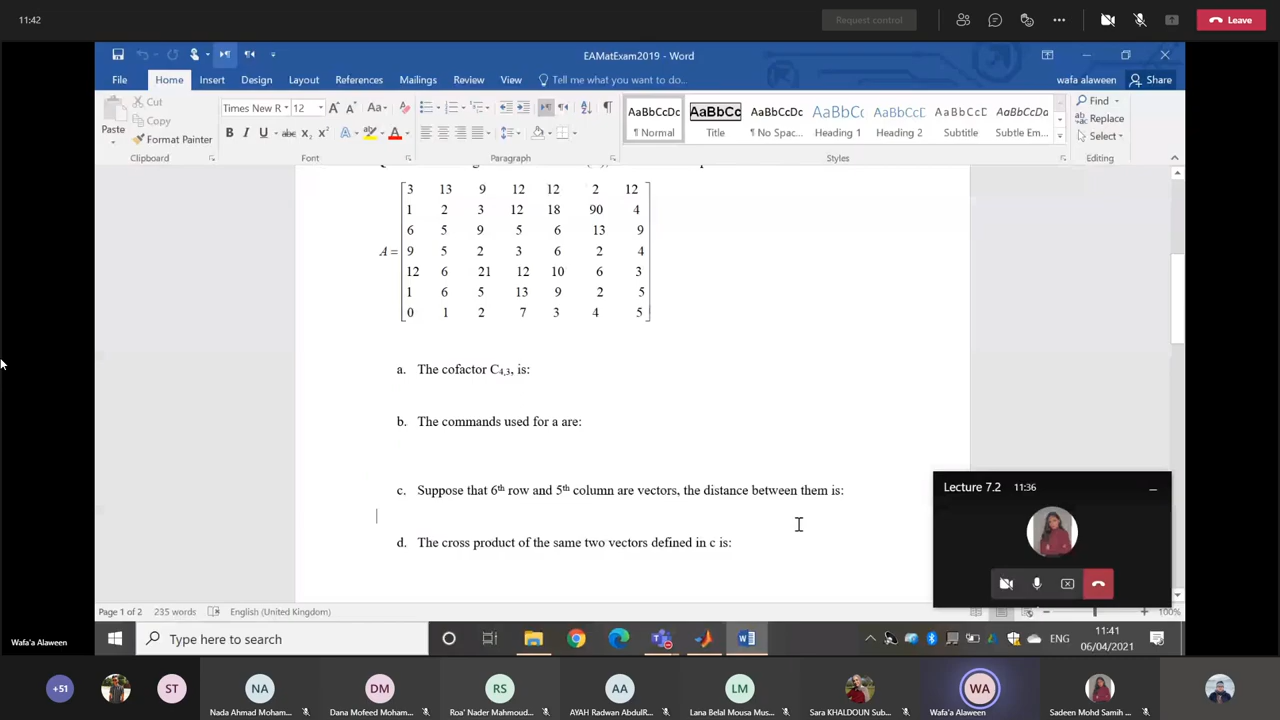 11:42
Request control
Leave
EAMatExam2019 - Word
File
Home
Insert
Design
Layout
References
Mailings
Review
View
Tell me what you want to do...
wafa alaween
Share
Paste
Cut
Copy
Format Painter
Clipboard
Times New R
12
Font
Paragraph
AaBbCcDc
¶ Normal
AaBbCc
Title
AaBbCcDc
¶ No Spac...
AaBbCc
Heading 1
AaBbCcD
Heading 2
AaBbCcD
Subtitle
AaBbCcDc
Subtle Em...
Styles
Find
Replace
Select
Editing
3 13 9 12 12 2 12
1 2 3 12 18 90 4
6 5 9 5 6 13 9
A = 9 5 2 3 6 2 4
12 6 21 12 10 6 3
1 6 5 13 9 2 5
0 1 2 7 3 4 5
a. The cofactor C4,3, is:
b. The commands used for a are:
c. Suppose that 6th row and 5th column are vectors, the distance between them is:
d. The cross product of the same two vectors defined in c is:
Lecture 7.2 11:36
Page 1 of 2 235 words English (United Kingdom) 100%
Type here to search
ENG
11:41
06/04/2021
Wafa'a Alaween
+51
ST
NA
Nada Ahmad Moham...
DM
Dana Mofeed Moham...
RS
Roa' Nader Mahmoud...
AA
AYAH Radwan AbdulR...
LM
Lana Belal Mousa Mus...
Sara KHALDOUN Sub...
WA
Wafa'a Alaween
Sadeen Mohd Samih ...